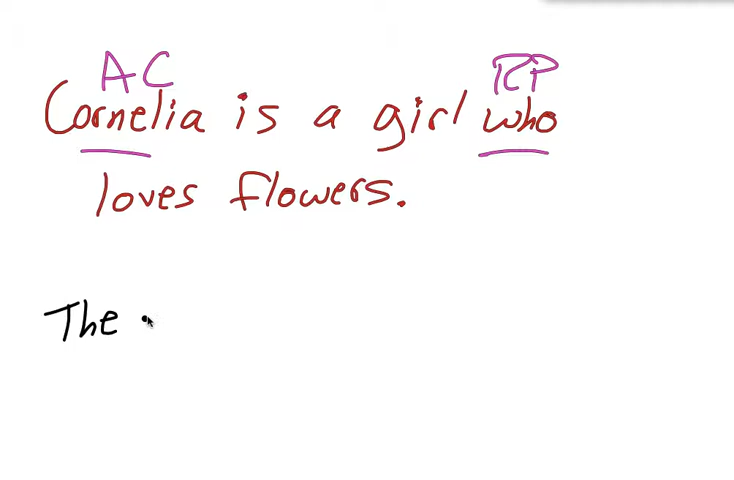 AC RP
Cornelia is a girl who
loves flowers.
The